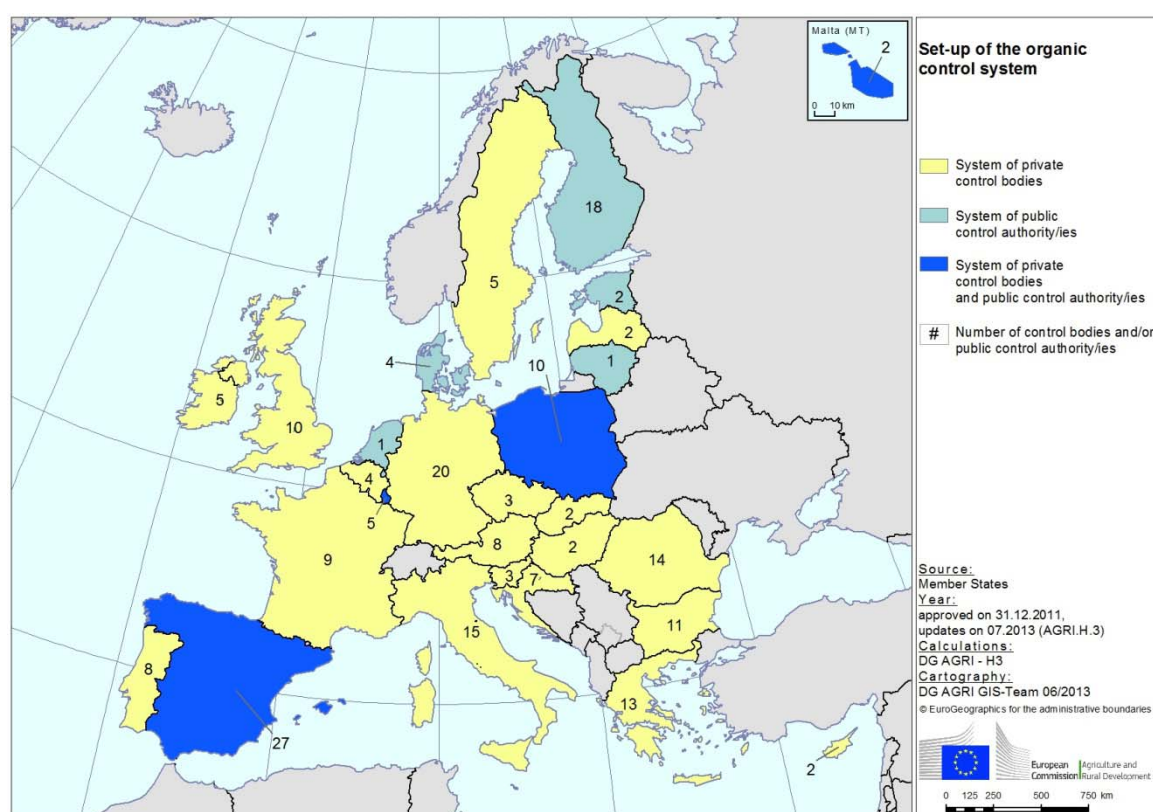 Malta (MT)
2
0 10 km
18
5
2
2
1
4
10
5
10
1
4
20
5
3
2
9
8
2
14
3
7
15
11
8
13
27
2
Set-up of the organic
control system
System of private
control bodies
System of public
control authority/ies
System of private
control bodies
and public control authority/ies
# Number of control bodies and/or
public control authority/ies
Source:
Member States
Year:
approved on 31.12.2011,
updates on 07.2013 (AGRI.H.3)
Calculations:
DG AGRI - H3
Cartography:
DG AGRI GIS-Team 06/2013
© EuroGeographics for the administrative boundaries
European
Commission
Agriculture and
Rural Development
0 125 250 500 750 km